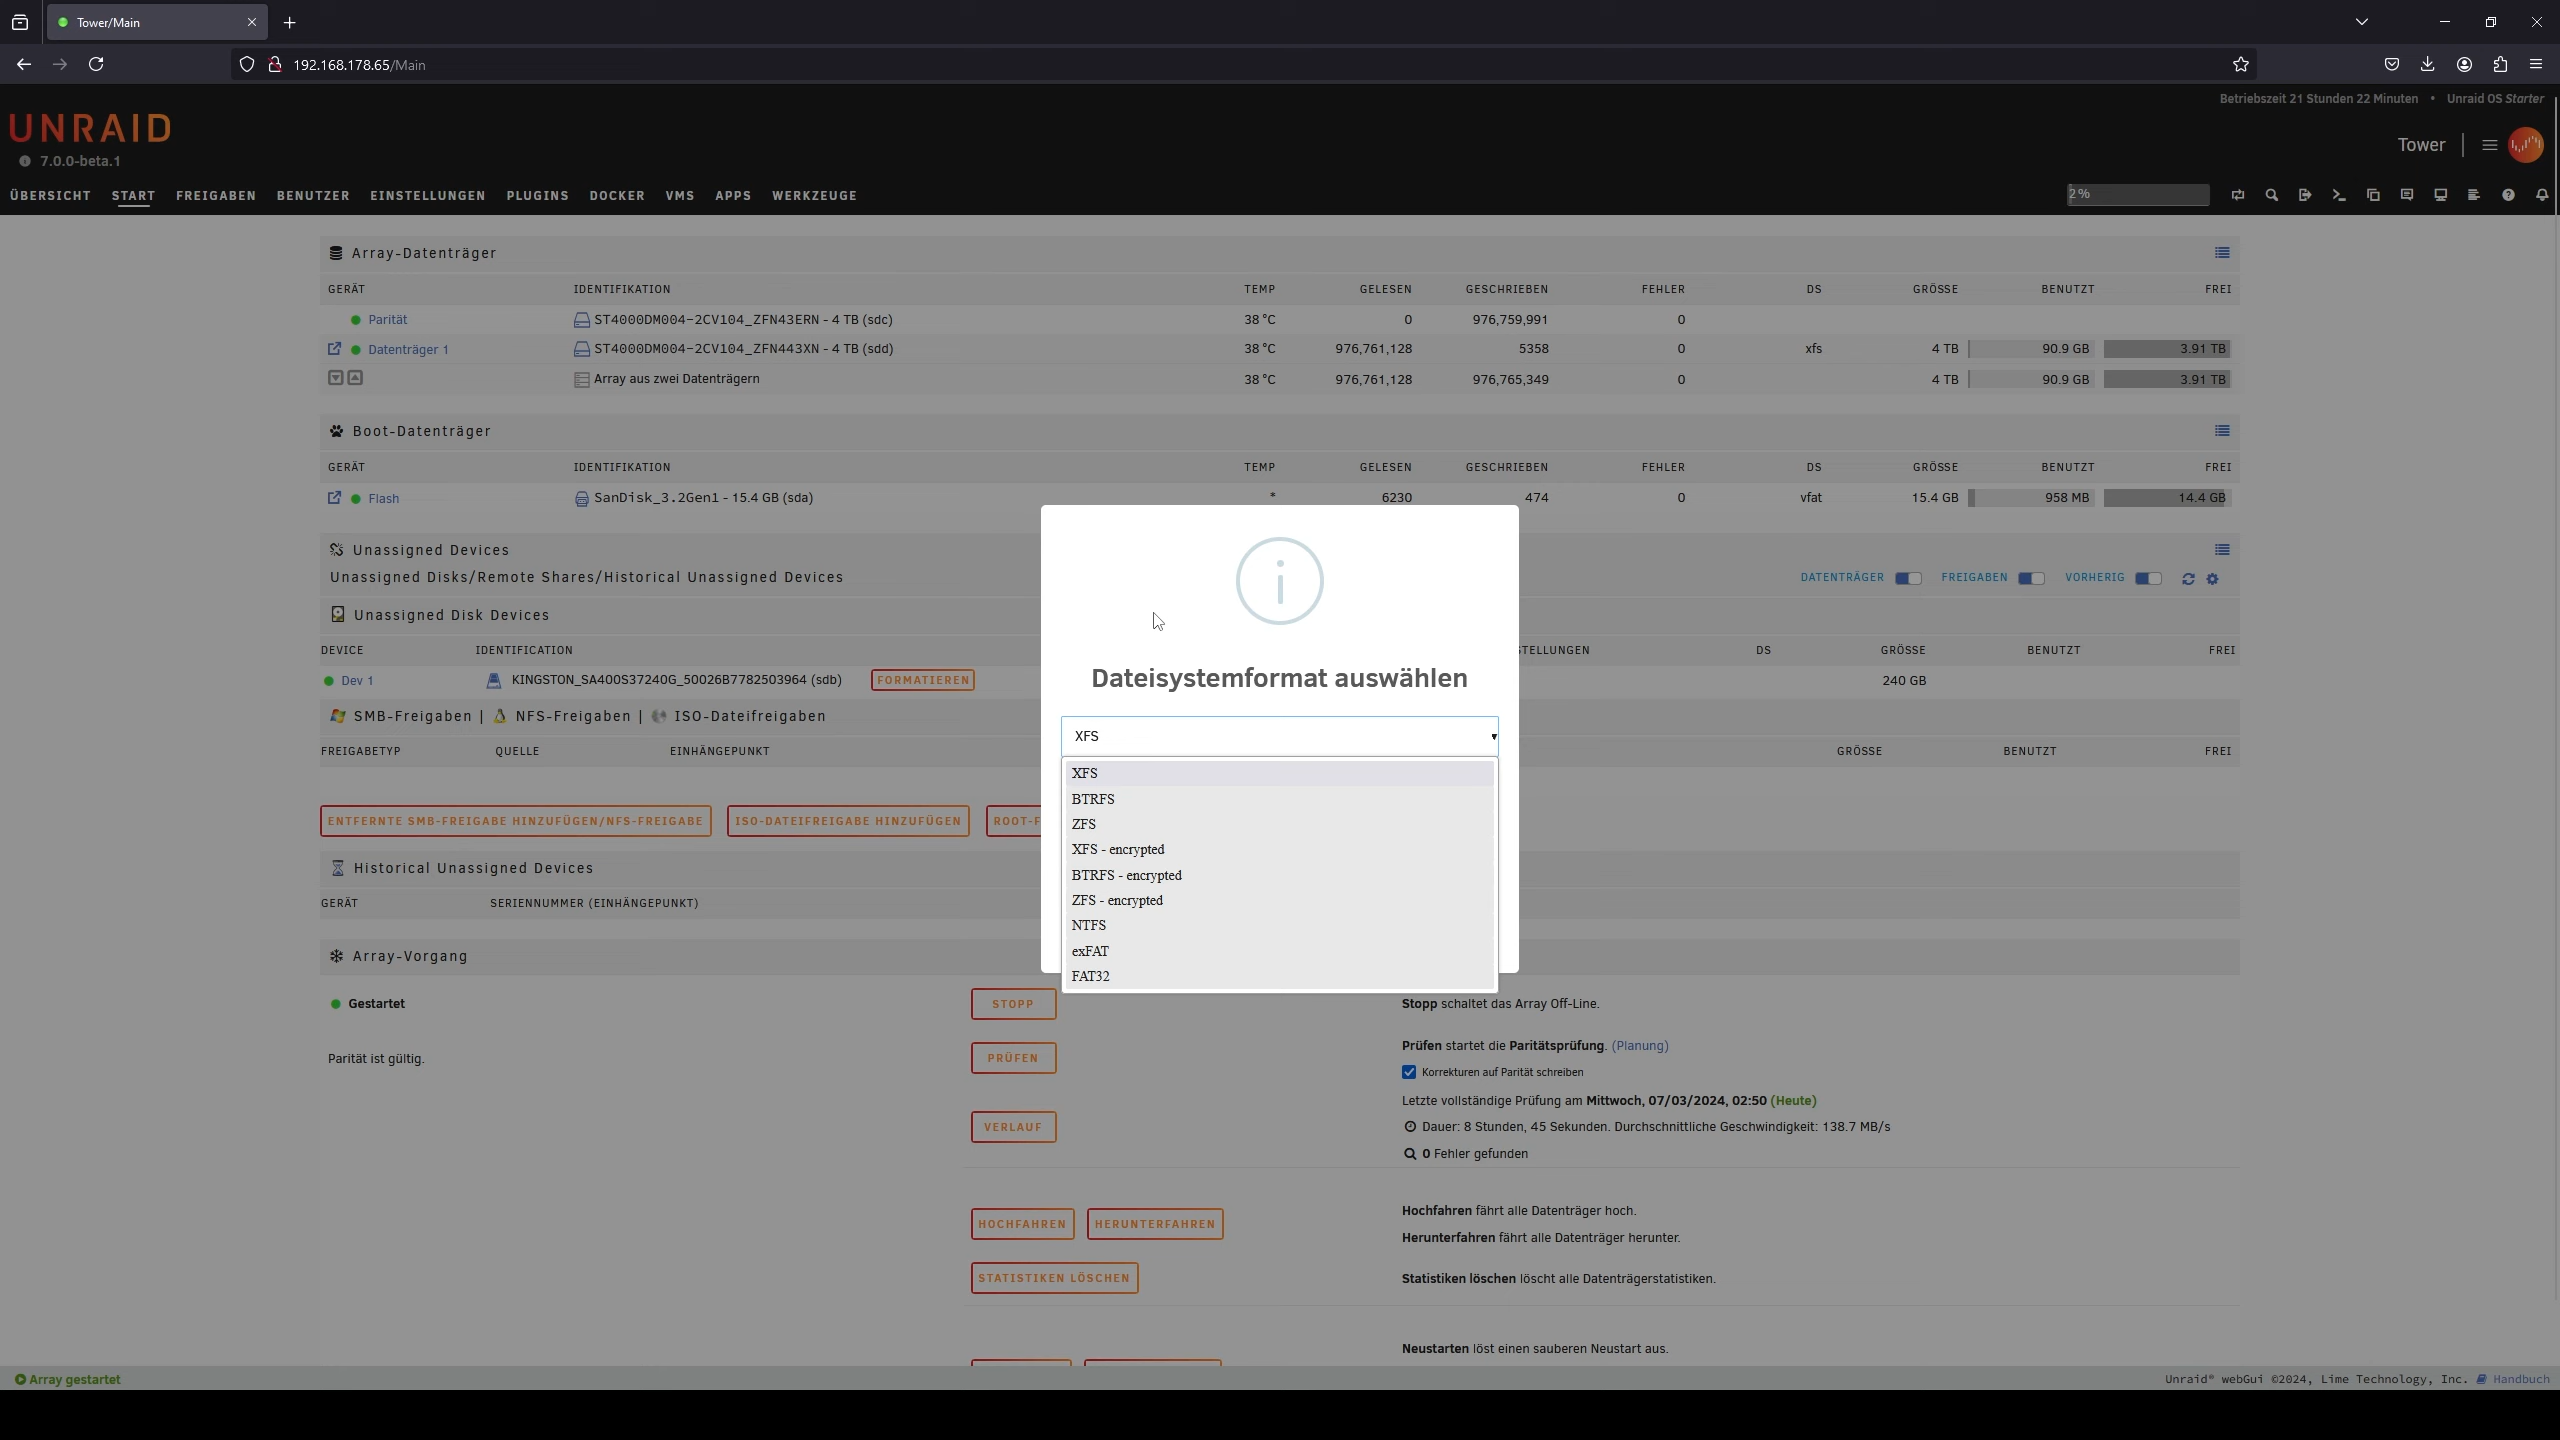 Tower/Main
192.168.178.65/Main
Betriebszeit 21 Stunden 22 Minuten • Unraid OS Starter
UNRAID
7.0.0-beta.1
Tower
ÜBERSICHT START FREIGABEN BENUTZER EINSTELLUNGEN PLUGINS DOCKER VMS APPS WERKZEUGE 2%
Array-Datenträger
GERÄT IDENTIFIKATION TEMP GELESEN GESCHRIEBEN FEHLER DS GRÖSSE BENUTZT FREI
Parität ST4000DM004-2CV104_ZFN43ERN - 4 TB (sdc) 38 °C 0 976,759,991 0
Datenträger 1 ST4000DM004-2CV104_ZFN443XN - 4 TB (sdd) 38 °C 976,761,128 5358 0 xfs 4 TB 90.9 GB 3.91 TB
Array aus zwei Datenträgern 38 °C 976,761,128 976,765,349 0 4 TB 90.9 GB 3.91 TB
Boot-Datenträger
GERÄT IDENTIFIKATION TEMP GELESEN GESCHRIEBEN FEHLER DS GRÖSSE BENUTZT FREI
Flash SanDisk_3.2Gen1 - 15.4 GB (sda) * 6230 474 0 vfat 15.4 GB 958 MB 14.4 GB
Unassigned Devices
Unassigned Disks/Remote Shares/Historical Unassigned Devices DATENTRÄGER FREIGABEN VORHERIG
Unassigned Disk Devices
DEVICE IDENTIFICATION STELLUNGEN DS GRÖSSE BENUTZT FREI
Dev 1 KINGSTON_SA400S37240G_50026B7782503964 (sdb) FORMATIEREN 240 GB
SMB-Freigaben | NFS-Freigaben | ISO-Dateifreigaben
FREIGABETYP QUELLE EINHÄNGEPUNKT GRÖSSE BENUTZT FREI
ENTFERNTE SMB-FREIGABE HINZUFÜGEN/NFS-FREIGABE ISO-DATEIFREIGABE HINZUFÜGEN ROOT-F
Historical Unassigned Devices
GERÄT SERIENNUMMER (EINHÄNGEPUNKT)
Dateisystemformat auswählen
XFS
XFS
BTRFS
ZFS
XFS - encrypted
BTRFS - encrypted
ZFS - encrypted
NTFS
exFAT
FAT32
Array-Vorgang
Gestartet STOPP Stopp schaltet das Array Off-Line.
Parität ist gültig. PRÜFEN Prüfen startet die Paritätsprüfung. (Planung)
Korrekturen auf Parität schreiben
Letzte vollständige Prüfung am Mittwoch, 07/03/2024, 02:50 (Heute)
VERLAUF Dauer: 8 Stunden, 45 Sekunden. Durchschnittliche Geschwindigkeit: 138.7 MB/s
0 Fehler gefunden
HOCHFAHREN HERUNTERFAHREN Hochfahren fährt alle Datenträger hoch.
Herunterfahren fährt alle Datenträger herunter.
STATISTIKEN LÖSCHEN Statistiken löschen löscht alle Datenträgerstatistiken.
Neustarten löst einen sauberen Neustart aus.
Array gestartet Unraid® webGui ©2024, Lime Technology, Inc. Handbuch